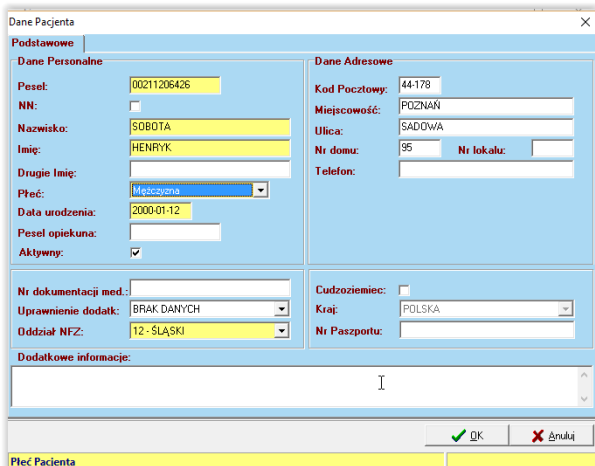 Dane Pacjenta
Podstawowe
Dane Personalne
Pesel: 00211206426
NN:
Nazwisko: SOBOTA
Imię: HENRYK
Drugie Imię:
Płeć: Mężczyzna
Data urodzenia: 2000-01-12
Pesel opiekuna:
Aktywny:
Dane Adresowe
Kod Pocztowy: 44-178
Miejscowość: POZNAŃ
Ulica: SADOWA
Nr domu: 95 Nr lokalu:
Telefon:
Nr dokumentacji med.:
Uprawnienie dodatk: BRAK DANYCH
Oddział NFZ: 12 - ŚLĄSKI
Cudzoziemiec:
Kraj: POLSKA
Nr Paszportu:
Dodatkowe informacje:
OK Anuluj
Płeć Pacjenta